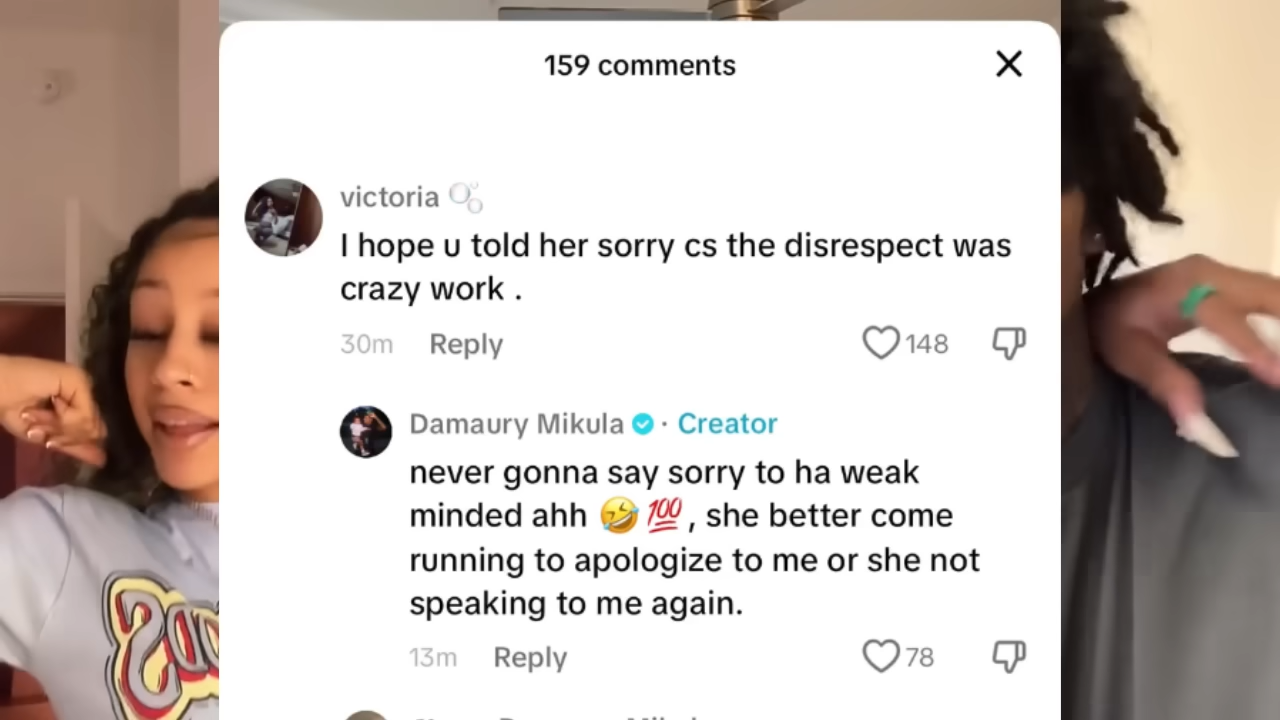 159 comments
victoria 🫧
I hope u told her sorry cs the disrespect was
crazy work .
30m Reply 148
Damaury Mikula · Creator
never gonna say sorry to ha weak
minded ahh 🤣 💯 , she better come
running to apologize to me or she not
speaking to me again.
13m Reply 78